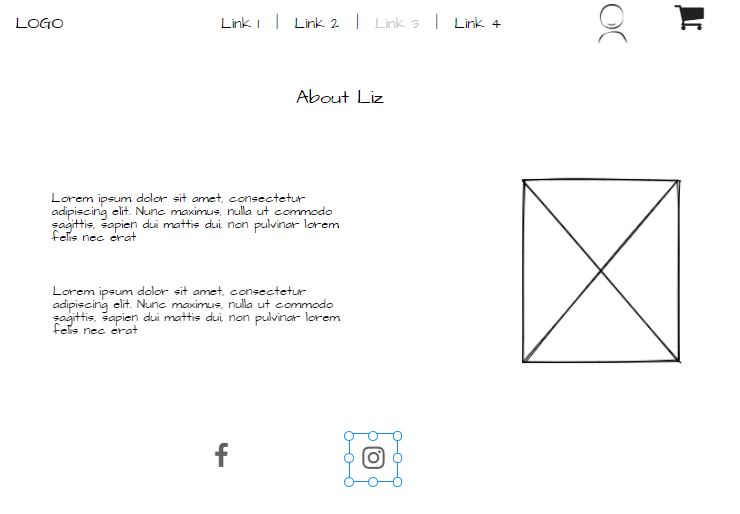 LOGO
Link 1 | Link 2 | Link 3 | Link 4
About Liz
Lorem ipsum dolor sit amet, consectetur
adipiscing elit. Nunc maximus, nulla ut commodo
sagittis, sapien dui mattis dui, non pulvinar lorem
felis nec erat
Lorem ipsum dolor sit amet, consectetur
adipiscing elit. Nunc maximus, nulla ut commodo
sagittis, sapien dui mattis dui, non pulvinar lorem
felis nec erat